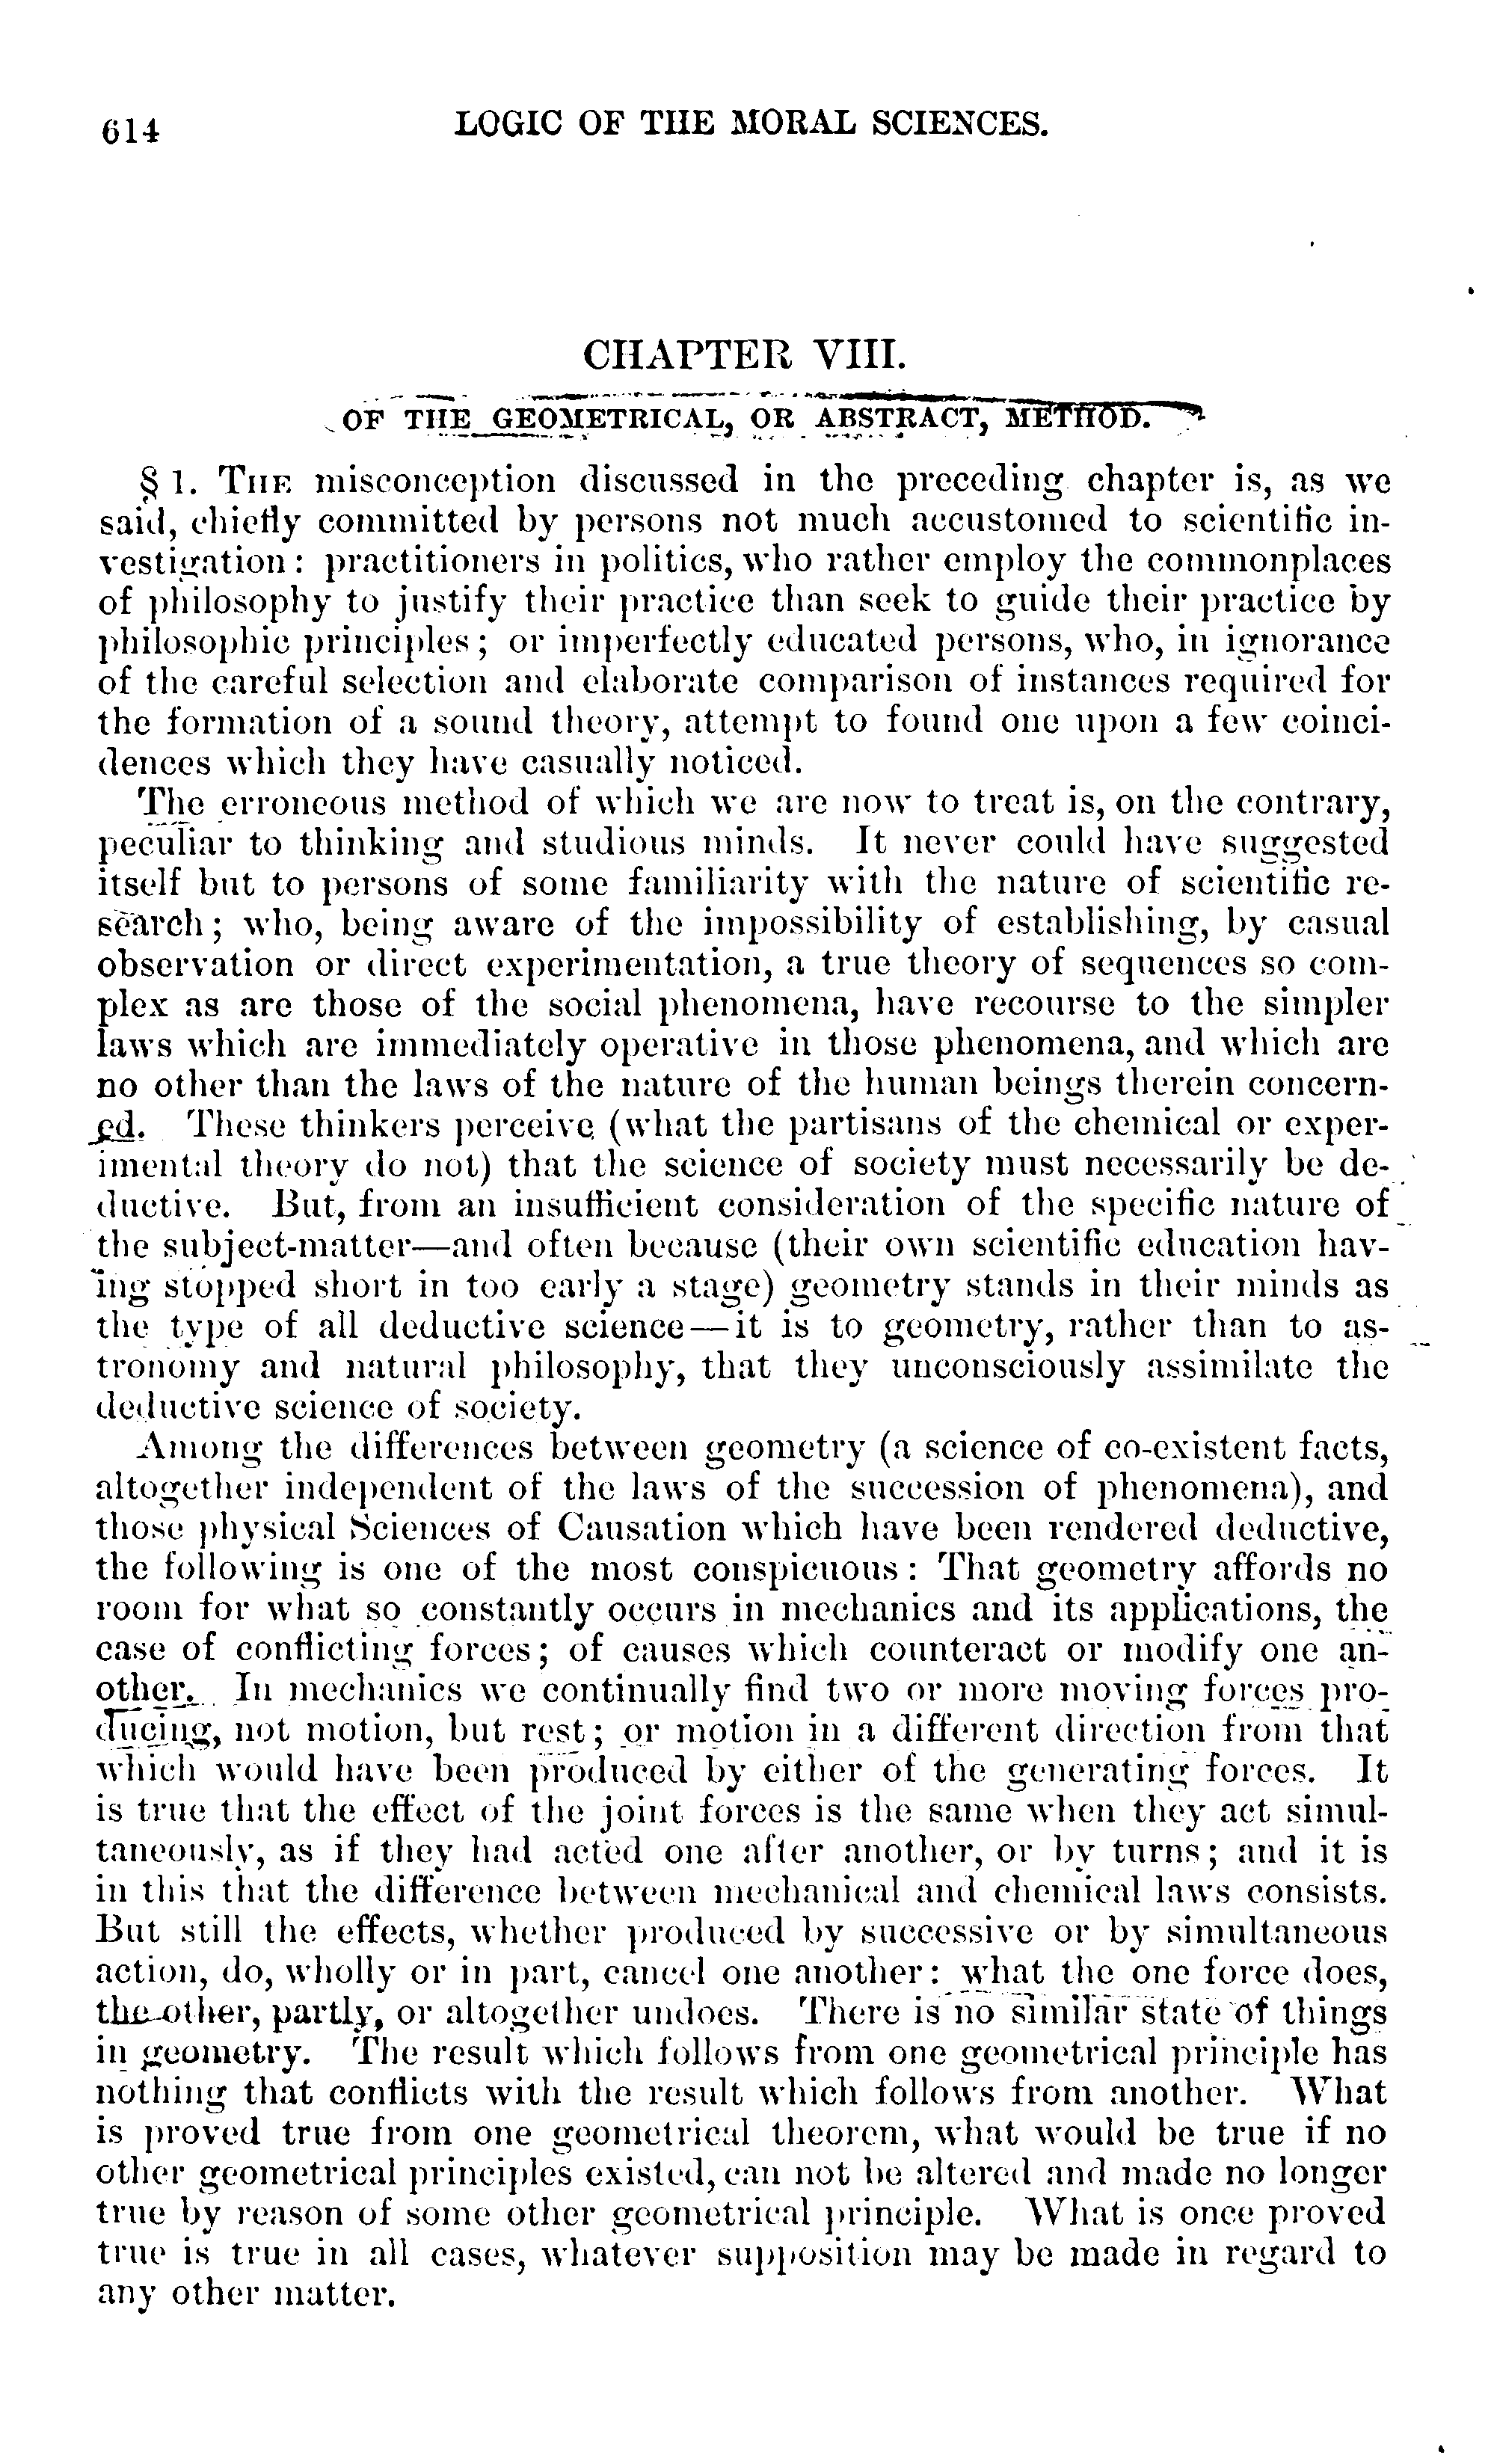 614
LOGIC OF THE MORAL SCIENCES.
CHAPTER VIII.
OF THE GEOMETRICAL, OR ABSTRACT, METHOD.
§ 1. THE misconception discussed in the preceding chapter is, as we
said, chiefly committed by persons not much accustomed to scientific in-
vestigation: practitioners in politics, who rather employ the commonplaces
of philosophy to justify their practice than seek to guide their practice by
philosophic principles; or imperfectly educated persons, who, in ignorance
of the careful selection and elaborate comparison of instances required for
the formation of a sound theory, attempt to found one upon a few coinci-
dences which they have casually noticed.
The erroneous method of which we are now to treat is, on the contrary,
peculiar to thinking and studious minds. It never could have suggested
itself but to persons of some familiarity with the nature of scientific re-
search; who, being aware of the impossibility of establishing, by casual
observation or direct experimentation, a true theory of sequences so com-
plex as are those of the social phenomena, have recourse to the simpler
laws which are immediately operative in those phenomena, and which are
no other than the laws of the nature of the human beings therein concern-
ed. These thinkers perceive (what the partisans of the chemical or exper-
imental theory do not) that the science of society must necessarily be de-
ductive. But, from an insufficient consideration of the specific nature of
the subject-matter—and often because (their own scientific education hav-
ing stopped short in too early a stage) geometry stands in their minds as
the type of all deductive science—it is to geometry, rather than to as-
tronomy and natural philosophy, that they unconsciously assimilate the
deductive science of society.
Among the differences between geometry (a science of co-existent facts,
altogether independent of the laws of the succession of phenomena), and
those physical Sciences of Causation which have been rendered deductive,
the following is one of the most conspicuous: That geometry affords no
room for what so constantly occurs in mechanics and its applications, the
case of conflicting forces; of causes which counteract or modify one an-
other. In mechanics we continually find two or more moving forces pro-
ducing, not motion, but rest; or motion in a different direction from that
which would have been produced by either of the generating forces. It
is true that the effect of the joint forces is the same when they act simul-
taneously, as if they had acted one after another, or by turns; and it is
in this that the difference between mechanical and chemical laws consists.
But still the effects, whether produced by successive or by simultaneous
action, do, wholly or in part, cancel one another: what the one force does,
the other, partly, or altogether undoes. There is no similar state of things
in geometry. The result which follows from one geometrical principle has
nothing that conflicts with the result which follows from another. What
is proved true from one geometrical theorem, what would be true if no
other geometrical principles existed, can not be altered and made no longer
true by reason of some other geometrical principle. What is once proved
true is true in all cases, whatever supposition may be made in regard to
any other matter.